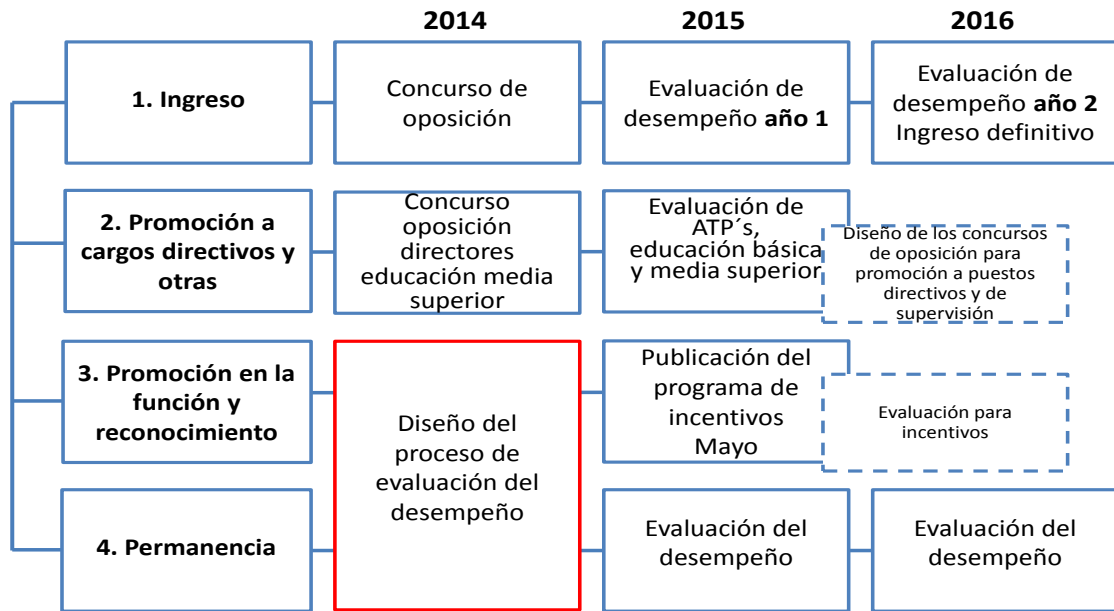 2014
2015
2016
1. Ingreso
Concurso de
oposición
Evaluación de
desempeño año 1
Evaluación de
desempeño año 2
Ingreso definitivo
2. Promoción a
cargos directivos y
otras
Concurso
oposición
directores
educación media
superior
Evaluación de
ATP´s,
educación básica
y media superior
Diseño de los concursos
de oposición para
promoción a puestos
directivos y de
supervisión
3. Promoción en la
función y
reconocimiento
Diseño del
proceso de
evaluación del
desempeño
Publicación del
programa de
incentivos
Mayo
Evaluación para
incentivos
4. Permanencia
Evaluación del
desempeño
Evaluación del
desempeño